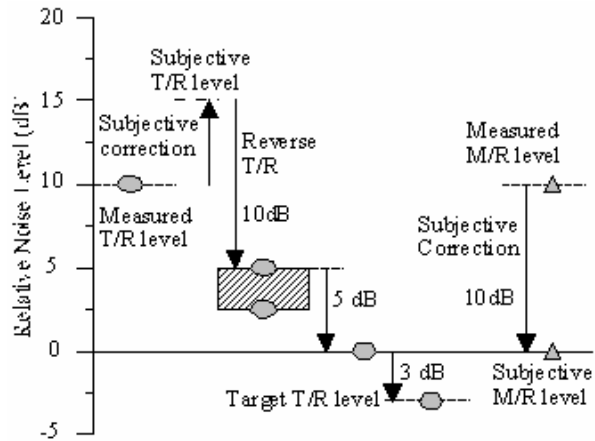 20
15
10
5
0
-5
Relative Noise Level (dB)
Subjective
T/R level
Subjective
correction
Measured
T/R level
Reverse
T/R
10dB
5 dB
3 dB
Target T/R level
Measured
M/R level
Subjective
Correction
10dB
Subjective
M/R level